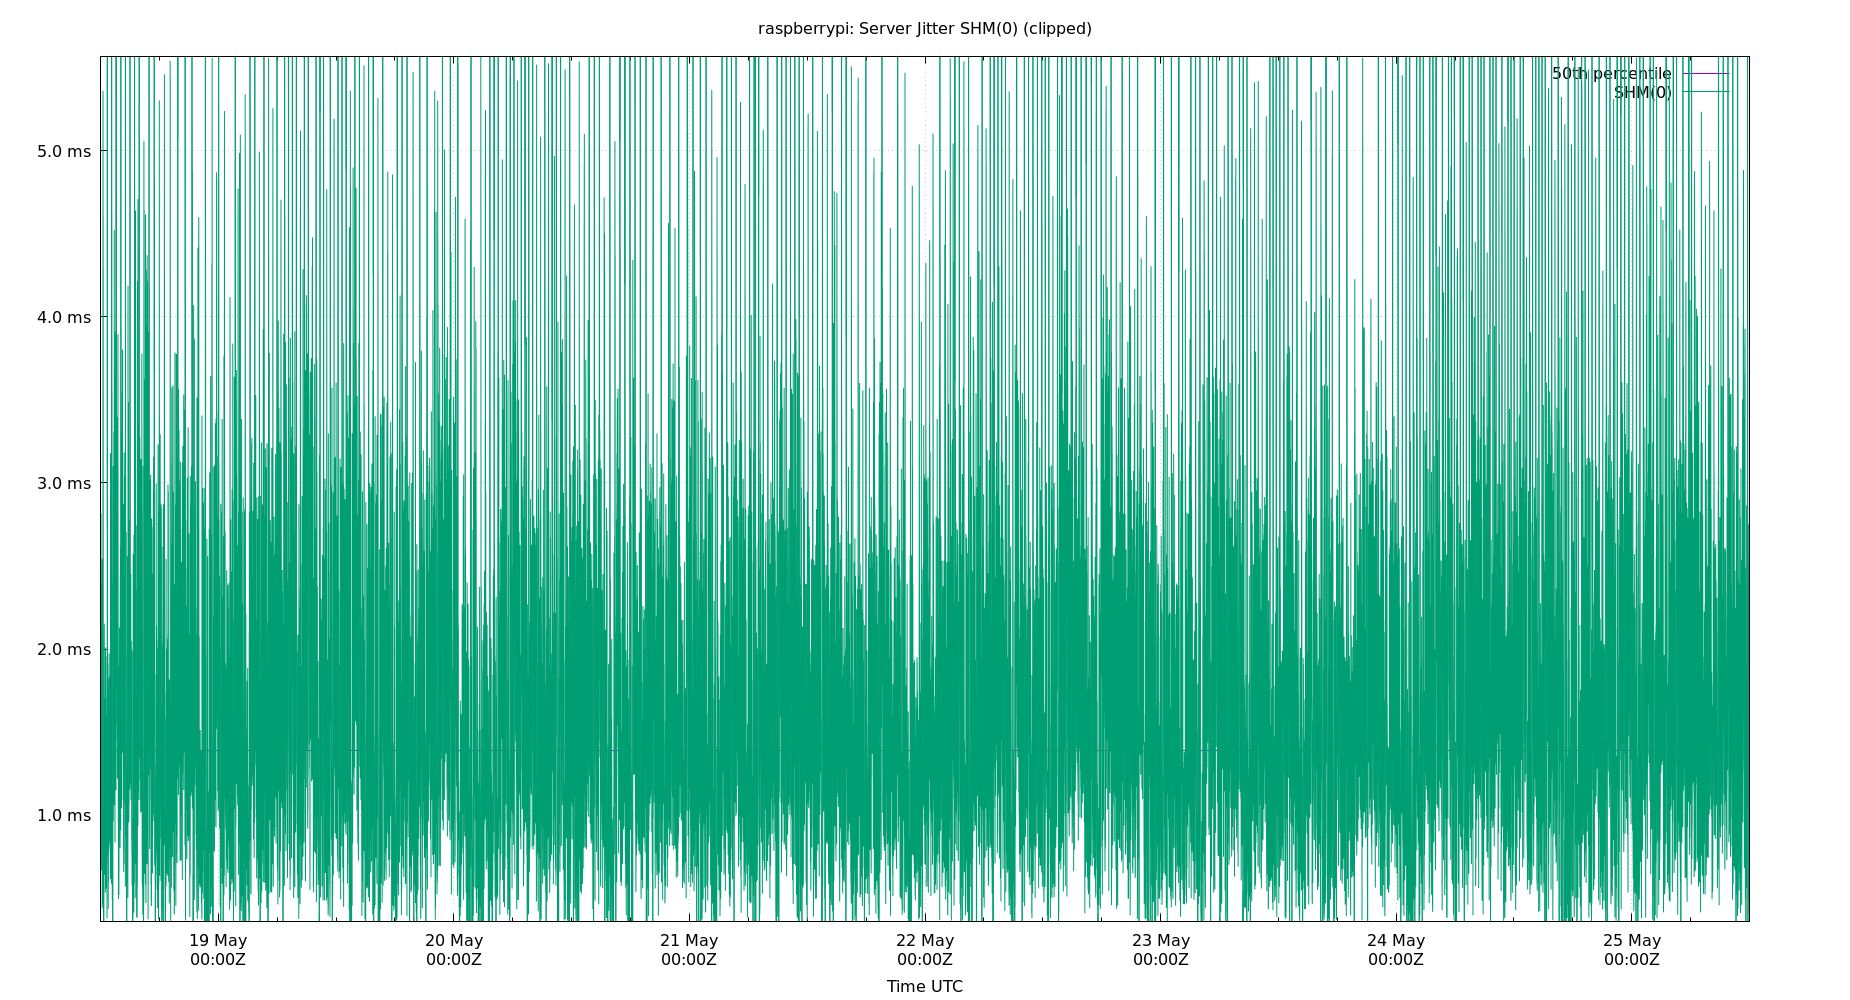 raspberrypi: Server Jitter SHM(0) (clipped)
50th percentile
SHM(0)
5.0 ms
4.0 ms
3.0 ms
2.0 ms
1.0 ms
19 May 20 May 21 May 22 May 23 May 24 May 25 May
00:00Z 00:00Z 00:00Z 00:00Z 00:00Z 00:00Z 00:00Z
Time UTC